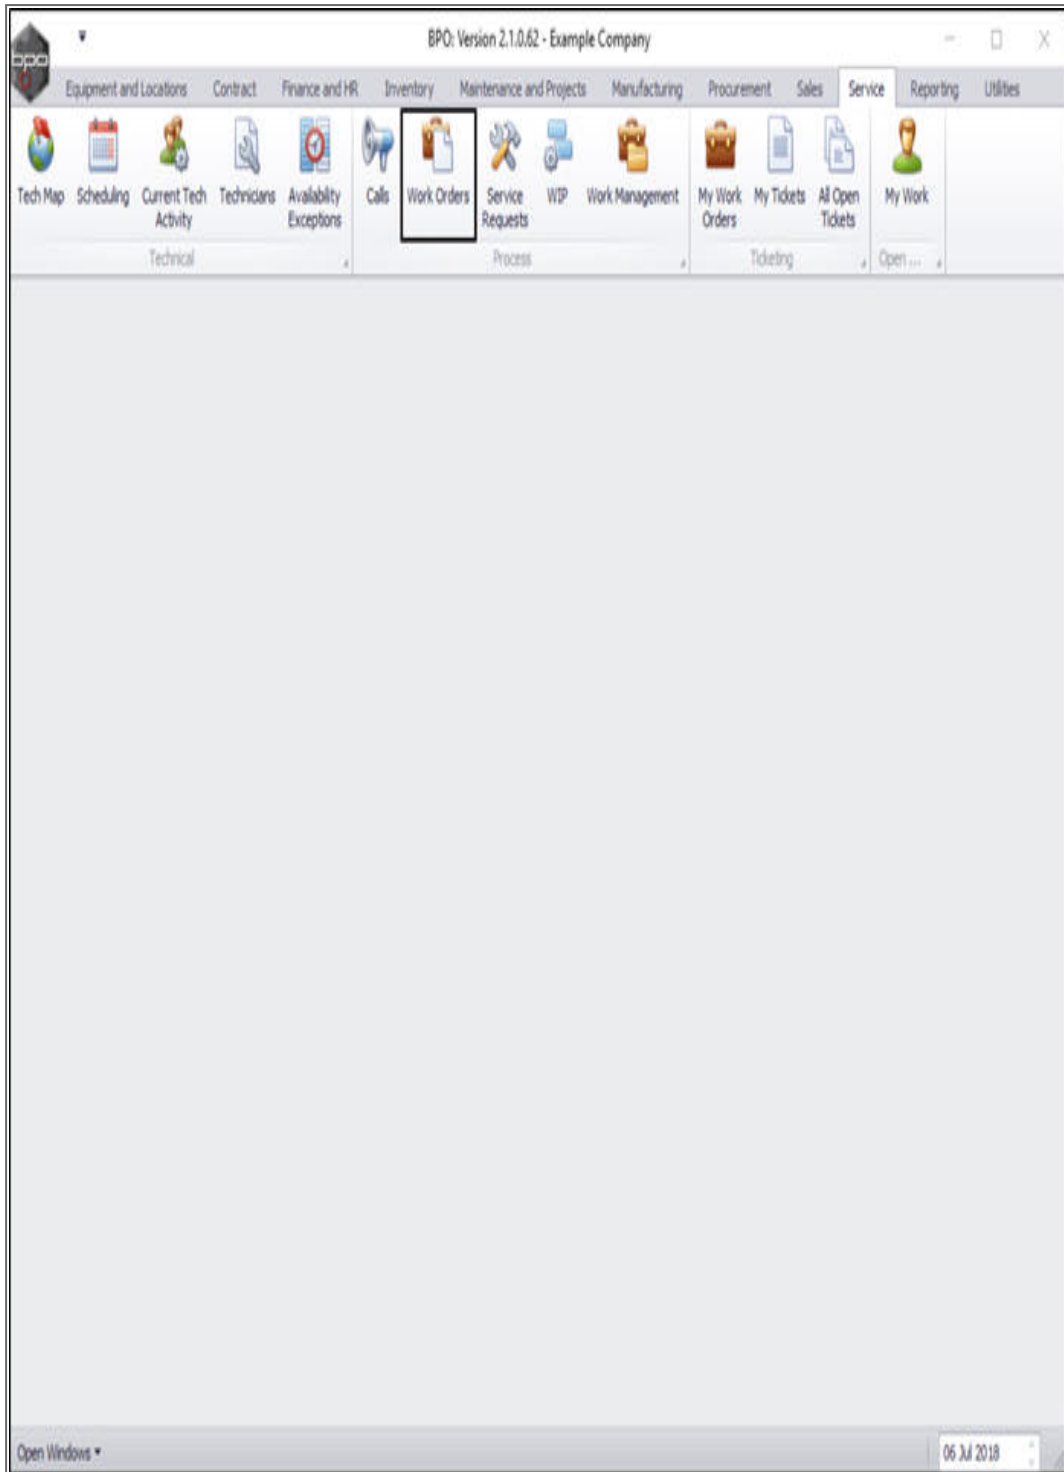 BPO: Version 2.1.0.62 - Example Company
bpo
Equipment and Locations Contract Finance and HR Inventory Maintenance and Projects Manufacturing Procurement Sales Service Reporting Utilities
Tech Map Scheduling Current Tech Technicians Availability Calls Work Orders Service WIP Work Management My Work My Tickets All Open My Work
Activity Exceptions Requests Orders Tickets
Technical Process Ticketing Open ...
Open Windows 06 Jul 2018